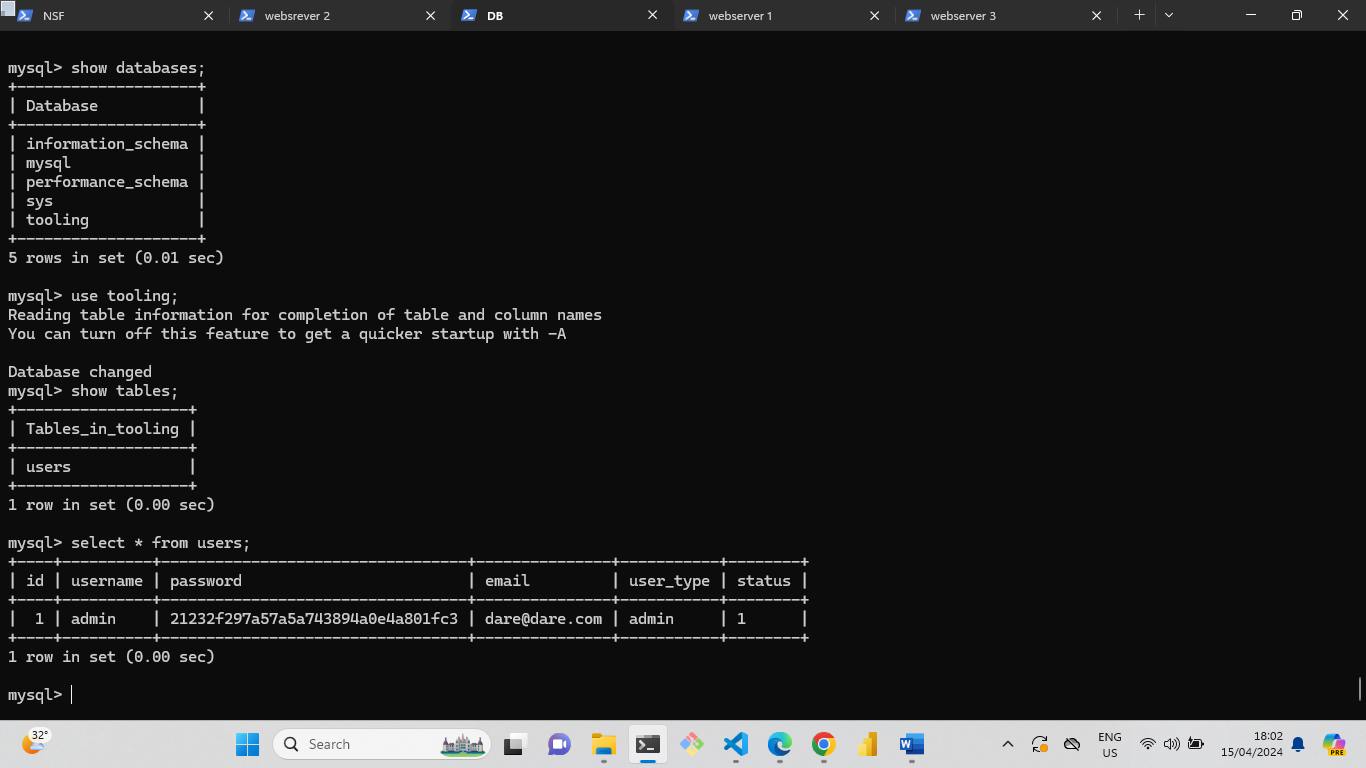 NSF websrever 2 DB webserver 1 webserver 3
mysql> show databases;
+--------------------+
| Database           |
+--------------------+
| information_schema |
| mysql              |
| performance_schema |
| sys                |
| tooling            |
+--------------------+
5 rows in set (0.01 sec)
mysql> use tooling;
Reading table information for completion of table and column names
You can turn off this feature to get a quicker startup with -A
Database changed
mysql> show tables;
+-------------------+
| Tables_in_tooling |
+-------------------+
| users             |
+-------------------+
1 row in set (0.00 sec)
mysql> select * from users;
+----+----------+----------------------------------+---------------+-----------+--------+
| id | username | password                         | email         | user_type | status |
+----+----------+----------------------------------+---------------+-----------+--------+
|  1 | admin    | 21232f297a57a5a743894a0e4a801fc3 | dare@dare.com | admin     | 1      |
+----+----------+----------------------------------+---------------+-----------+--------+
1 row in set (0.00 sec)
mysql>
32°
Search
ENG
US
18:02
15/04/2024
PRE